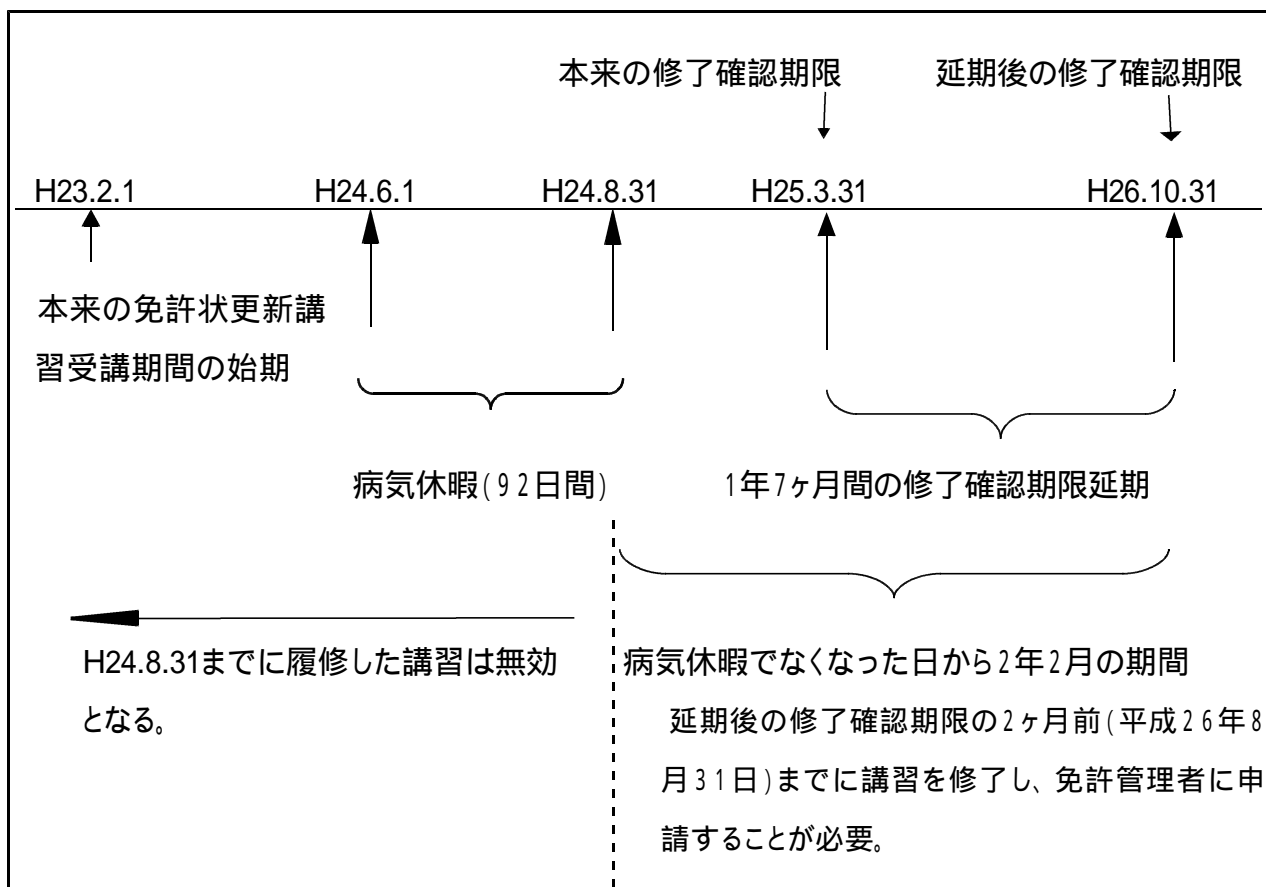 本来の修了確認期限 延期後の修了確認期限
H23.2.1 H24.6.1 H24.8.31 H25.3.31 H26.10.31
本来の免許状更新講
習受講期間の始期
病気休暇(92日間) 1年7ヶ月間の修了確認期限延期
H24.8.31までに履修した講習は無効
となる。
病気休暇でなくなった日から2年2月の期間
延期後の修了確認期限の2ヶ月前(平成26年8
月31日)までに講習を修了し、免許管理者に申
請することが必要。